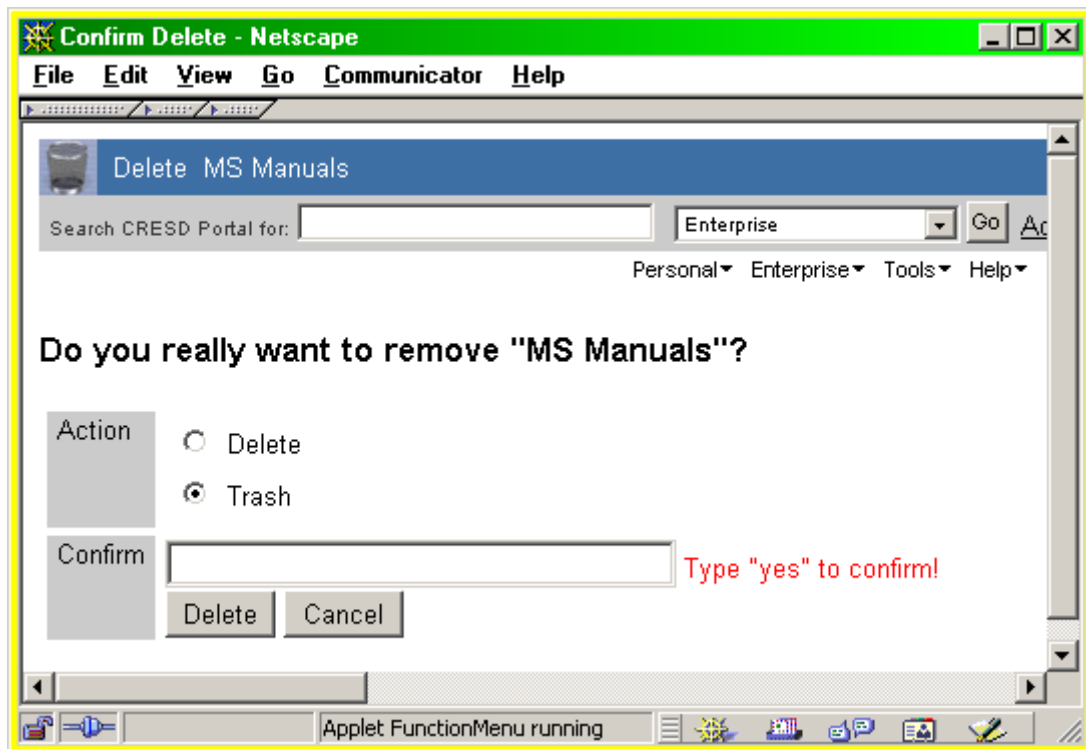 Confirm Delete - Netscape
File Edit View Go Communicator Help
Delete MS Manuals
Search CRESD Portal for: Enterprise Go
Personal Enterprise Tools Help
Do you really want to remove "MS Manuals"?
Action
Delete
Trash
Confirm
Type "yes" to confirm!
Delete Cancel
Applet FunctionMenu running